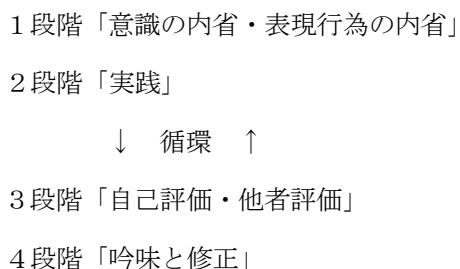 １段階「意識の内省・表現行為の内省」
２段階「実践」
↓　循環　↑
３段階「自己評価・他者評価」
４段階「吟味と修正」